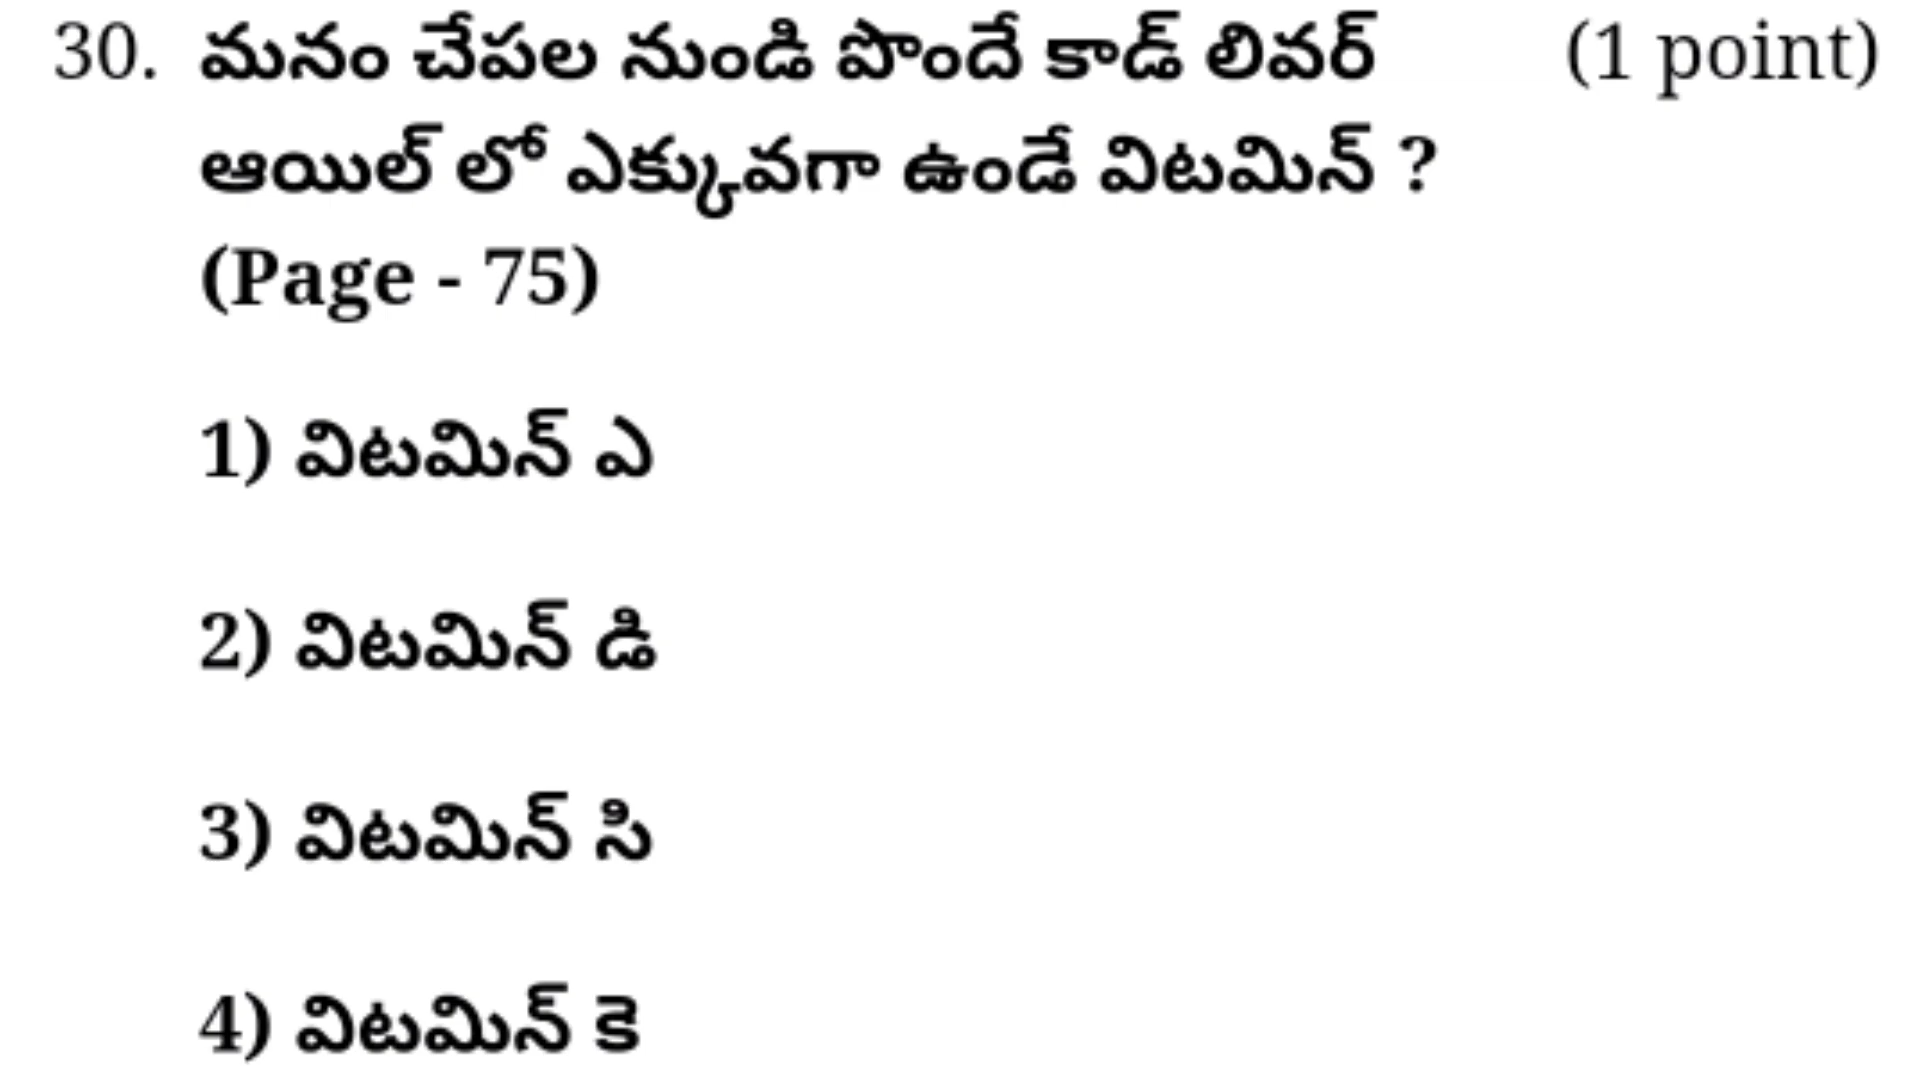 30. మనం చేపల నుండి పొందే కాడ్ లివర్ (1 point)
ఆయిల్ లో ఎక్కువగా ఉండే విటమిన్ ?
(Page - 75)
1) విటమిన్ ఎ
2) విటమిన్ డి
3) విటమిన్ సి
4) విటమిన్ కె